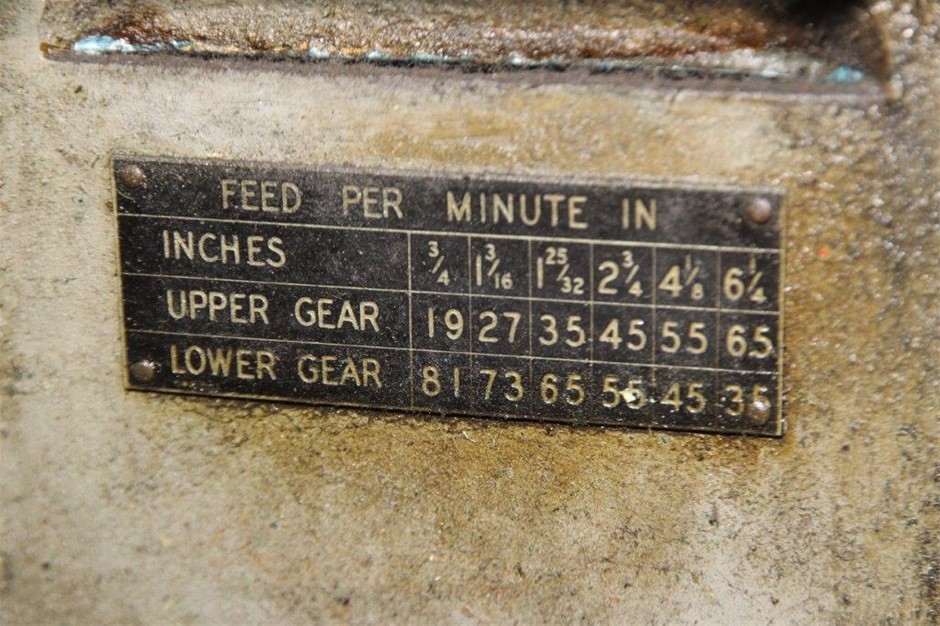 FEED PER MINUTE IN
INCHES 3/4 1 3/16 1 25/32 2 3/4 4 1/8 6 1/4
UPPER GEAR 19 27 35 45 55 65
LOWER GEAR 81 73 65 55 45 35